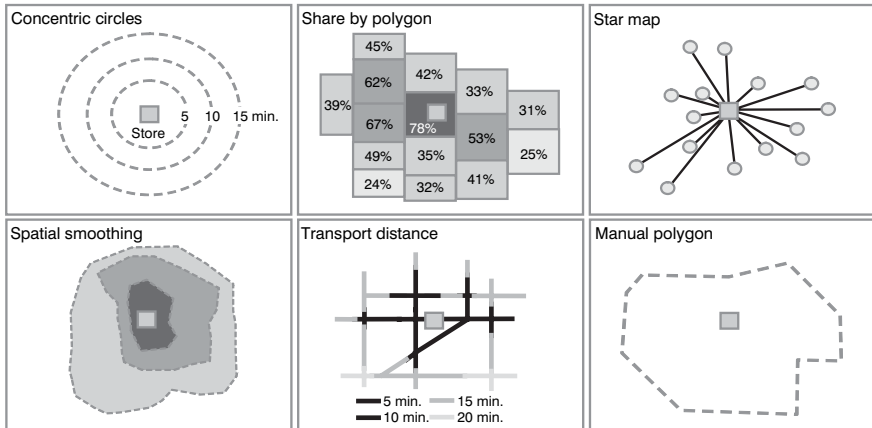 Concentric circles
Store
5 10 15 min.
Share by polygon
45%
62% 42% 33%
39% 31%
67% 78% 53%
49% 35% 25%
24% 32% 41%
Star map
Spatial smoothing
Transport distance
5 min. 15 min.
10 min. 20 min.
Manual polygon